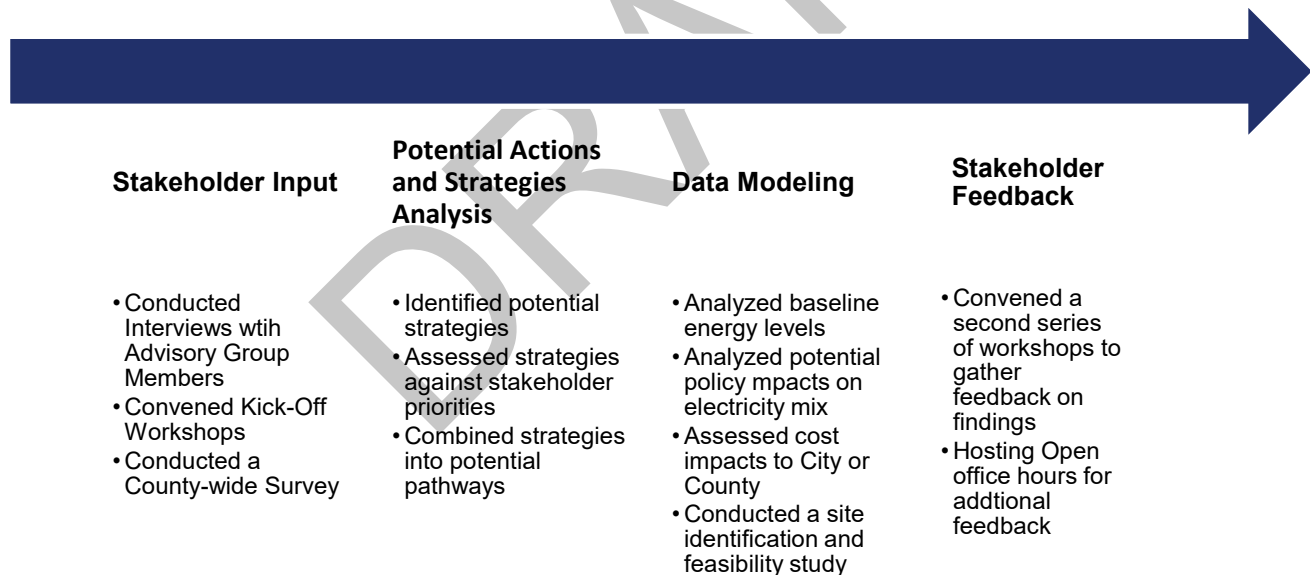 Stakeholder Input
Potential Actions
and Strategies
Analysis
Data Modeling
Stakeholder
Feedback
• Conducted
Interviews wtih
Advisory Group
Members
• Convened Kick-Off
Workshops
• Conducted a
County-wide Survey
• Identified potential
strategies
• Assessed strategies
against stakeholder
priorities
• Combined strategies
into potential
pathways
• Analyzed baseline
energy levels
• Analyzed potential
policy mpacts on
electricity mix
• Assessed cost
impacts to City or
County
• Conducted a site
identification and
feasibility study
• Convened a
second series
of workshops to
gather
feedback on
findings
• Hosting Open
office hours for
addtional
feedback